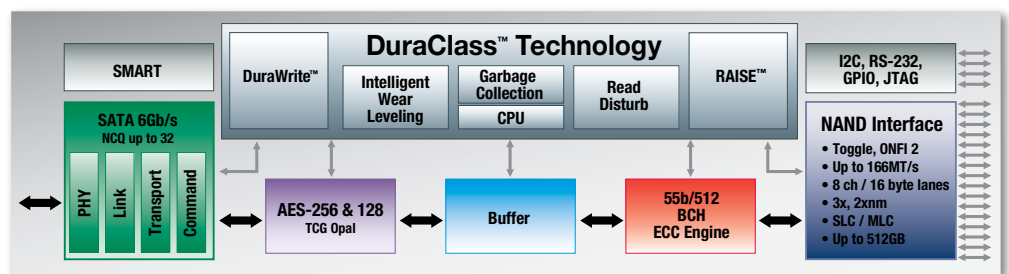 DuraClass™ Technology
SMART
DuraWrite™
Intelligent
Wear
Leveling
Garbage
Collection
CPU
Read
Disturb
RAISE™
I2C, RS-232,
GPIO, JTAG
SATA 6Gb/s
NCQ up to 32
PHY
Link
Transport
Command
AES-256 & 128
TCG Opal
Buffer
55b/512
BCH
ECC Engine
NAND Interface
• Toggle, ONFI 2
• Up to 166MT/s
• 8 ch / 16 byte lanes
• 3x, 2xnm
• SLC / MLC
• Up to 512GB